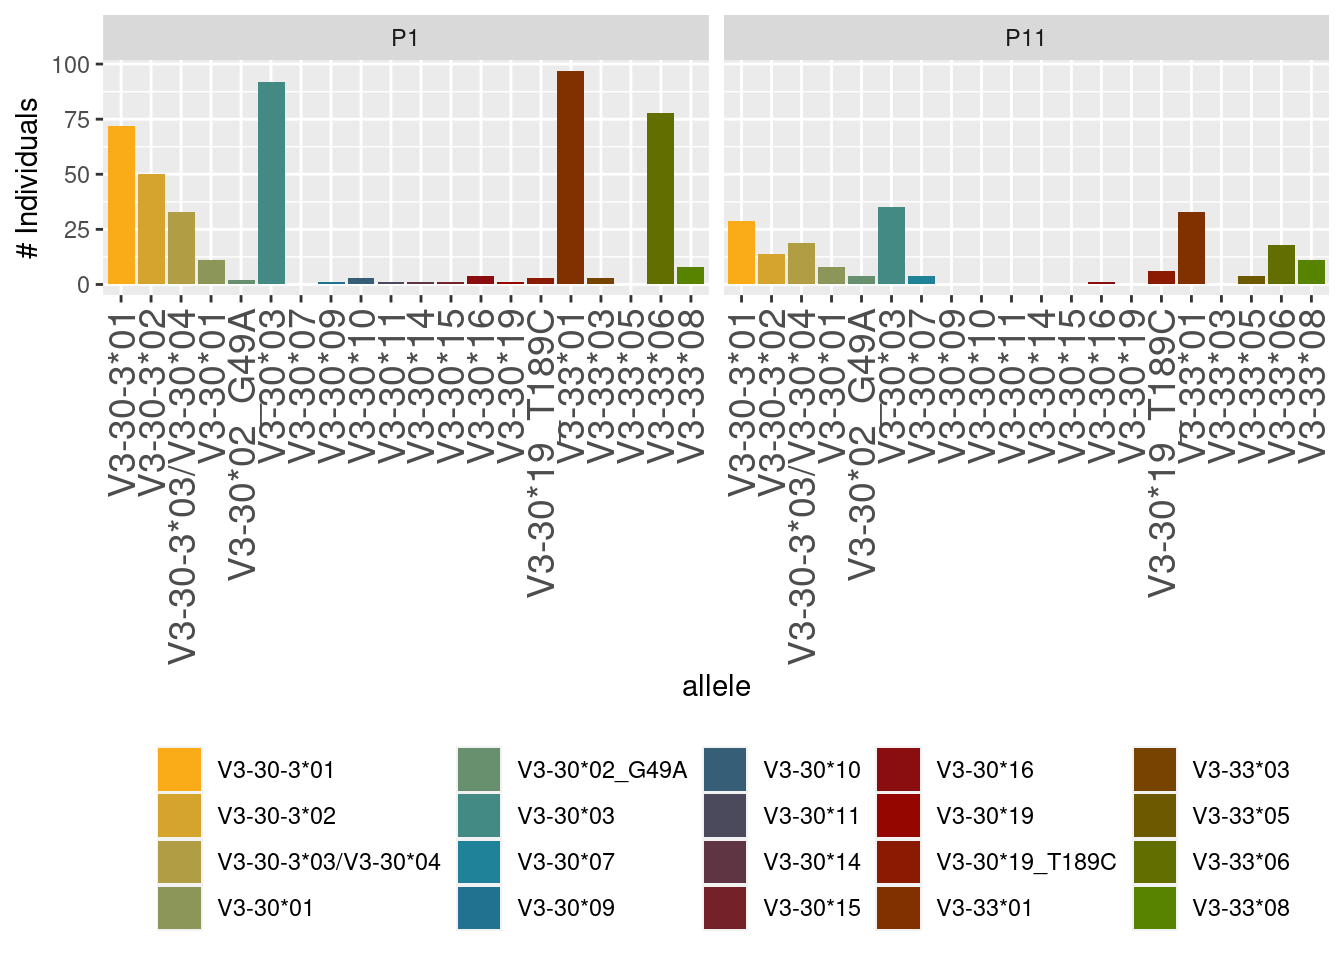 P1
P11
# Individuals
100
75
50
25
0
V3-30-3*01
V3-30-3*02
V3-30-3*03/V3-30*04
V3-30*01
V3-30*02_G49A
V3-30*03
V3-30*07
V3-30*09
V3-30*10
V3-30*11
V3-30*14
V3-30*15
V3-30*16
V3-30*19
V3-30*19_T189C
V3-33*01
V3-33*03
V3-33*05
V3-33*06
V3-33*08
V3-30-3*01
V3-30-3*02
V3-30-3*03/V3-30*04
V3-30*01
V3-30*02_G49A
V3-30*03
V3-30*07
V3-30*09
V3-30*10
V3-30*11
V3-30*14
V3-30*15
V3-30*16
V3-30*19
V3-30*19_T189C
V3-33*01
V3-33*03
V3-33*05
V3-33*06
V3-33*08
allele
V3-30-3*01
V3-30-3*02
V3-30-3*03/V3-30*04
V3-30*01
V3-30*02_G49A
V3-30*03
V3-30*07
V3-30*09
V3-30*10
V3-30*11
V3-30*14
V3-30*15
V3-30*16
V3-30*19
V3-30*19_T189C
V3-33*01
V3-33*03
V3-33*05
V3-33*06
V3-33*08